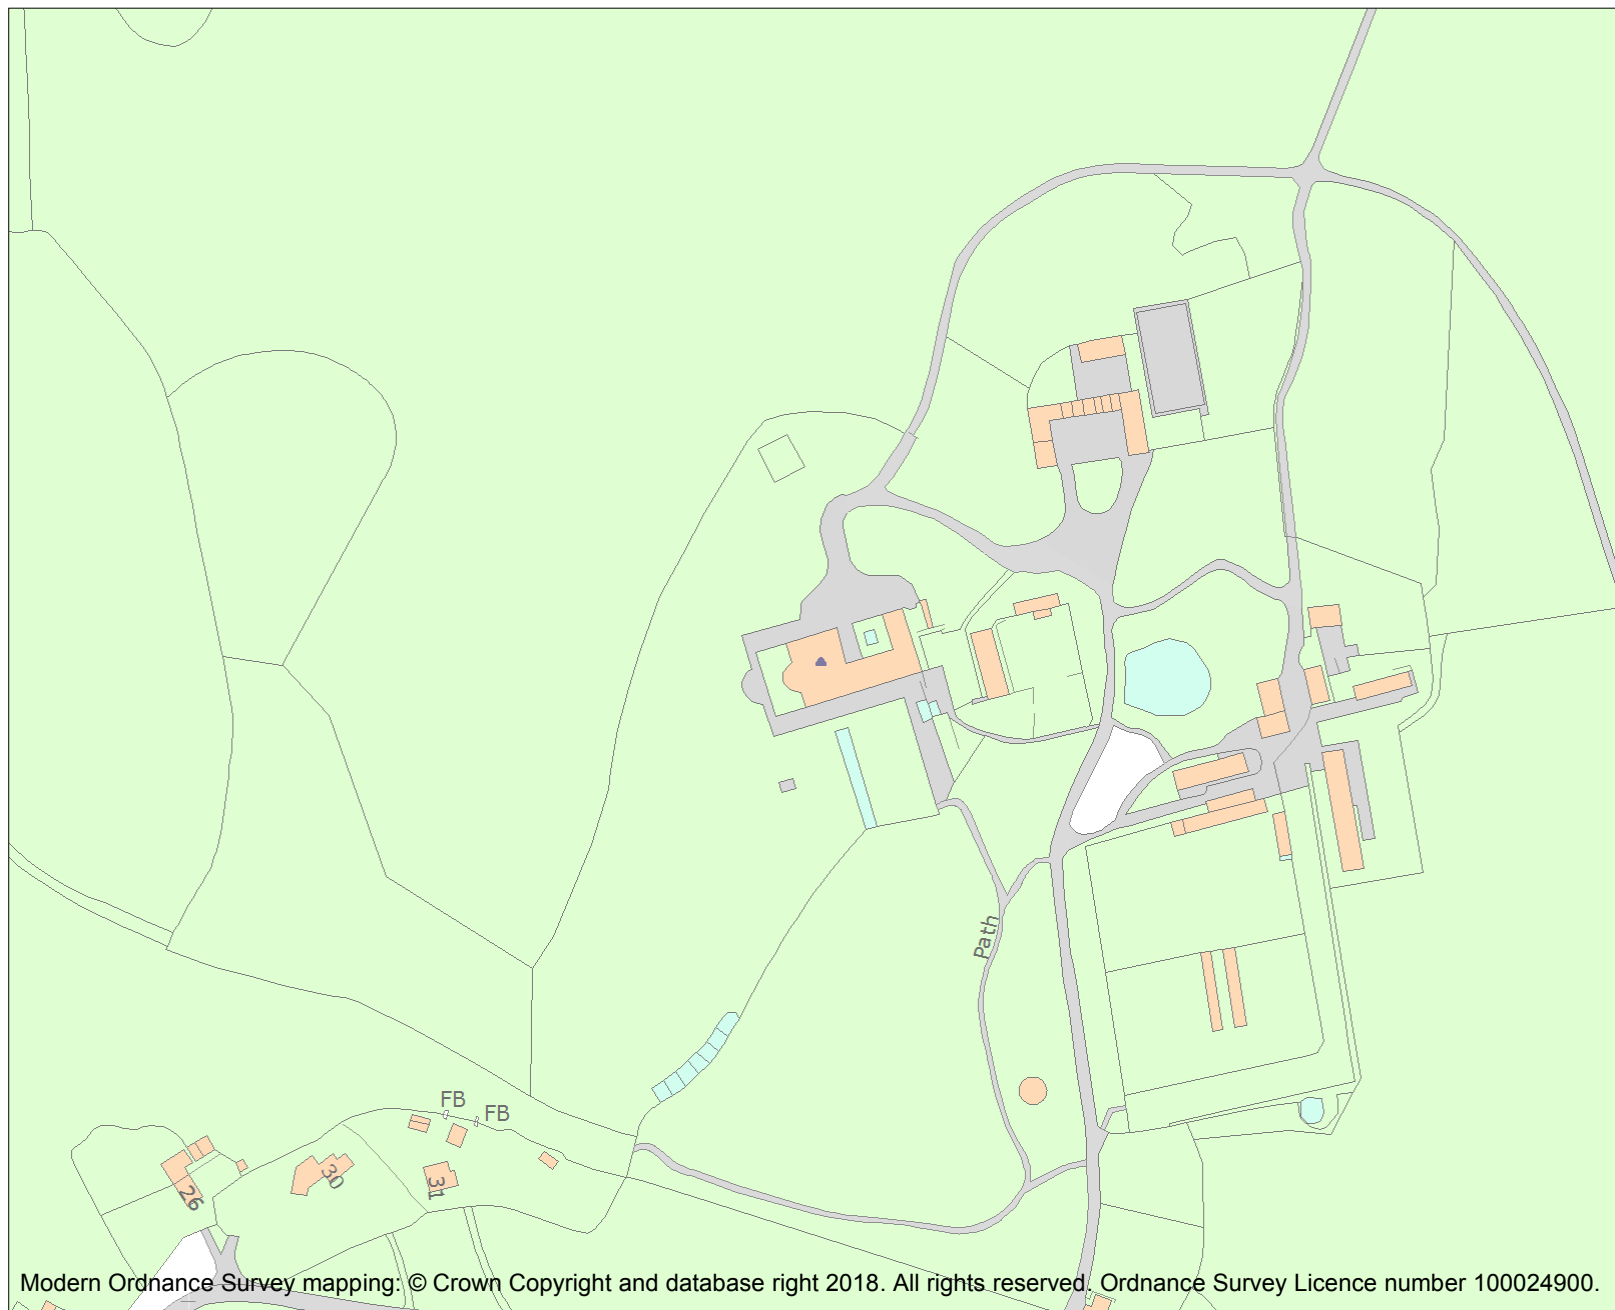 Path
FB
FB
30
31
26
Modern Ordnance Survey mapping: © Crown Copyright and database right 2018. All rights reserved. Ordnance Survey Licence number 100024900.